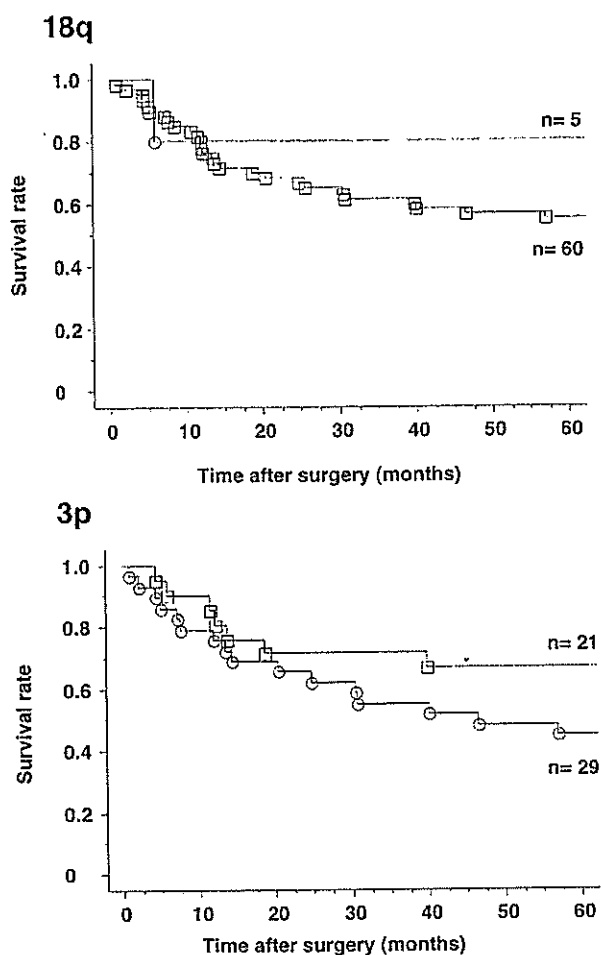 18q
1.0
0.8
0.6
0.4
0.2
0
Survival rate
n= 5
n= 60
0 10 20 30 40 50 60
Time after surgery (months)
3p
1.0
0.8
0.6
0.4
0.2
0
Survival rate
n= 21
n= 29
0 10 20 30 40 50 60
Time after surgery (months)